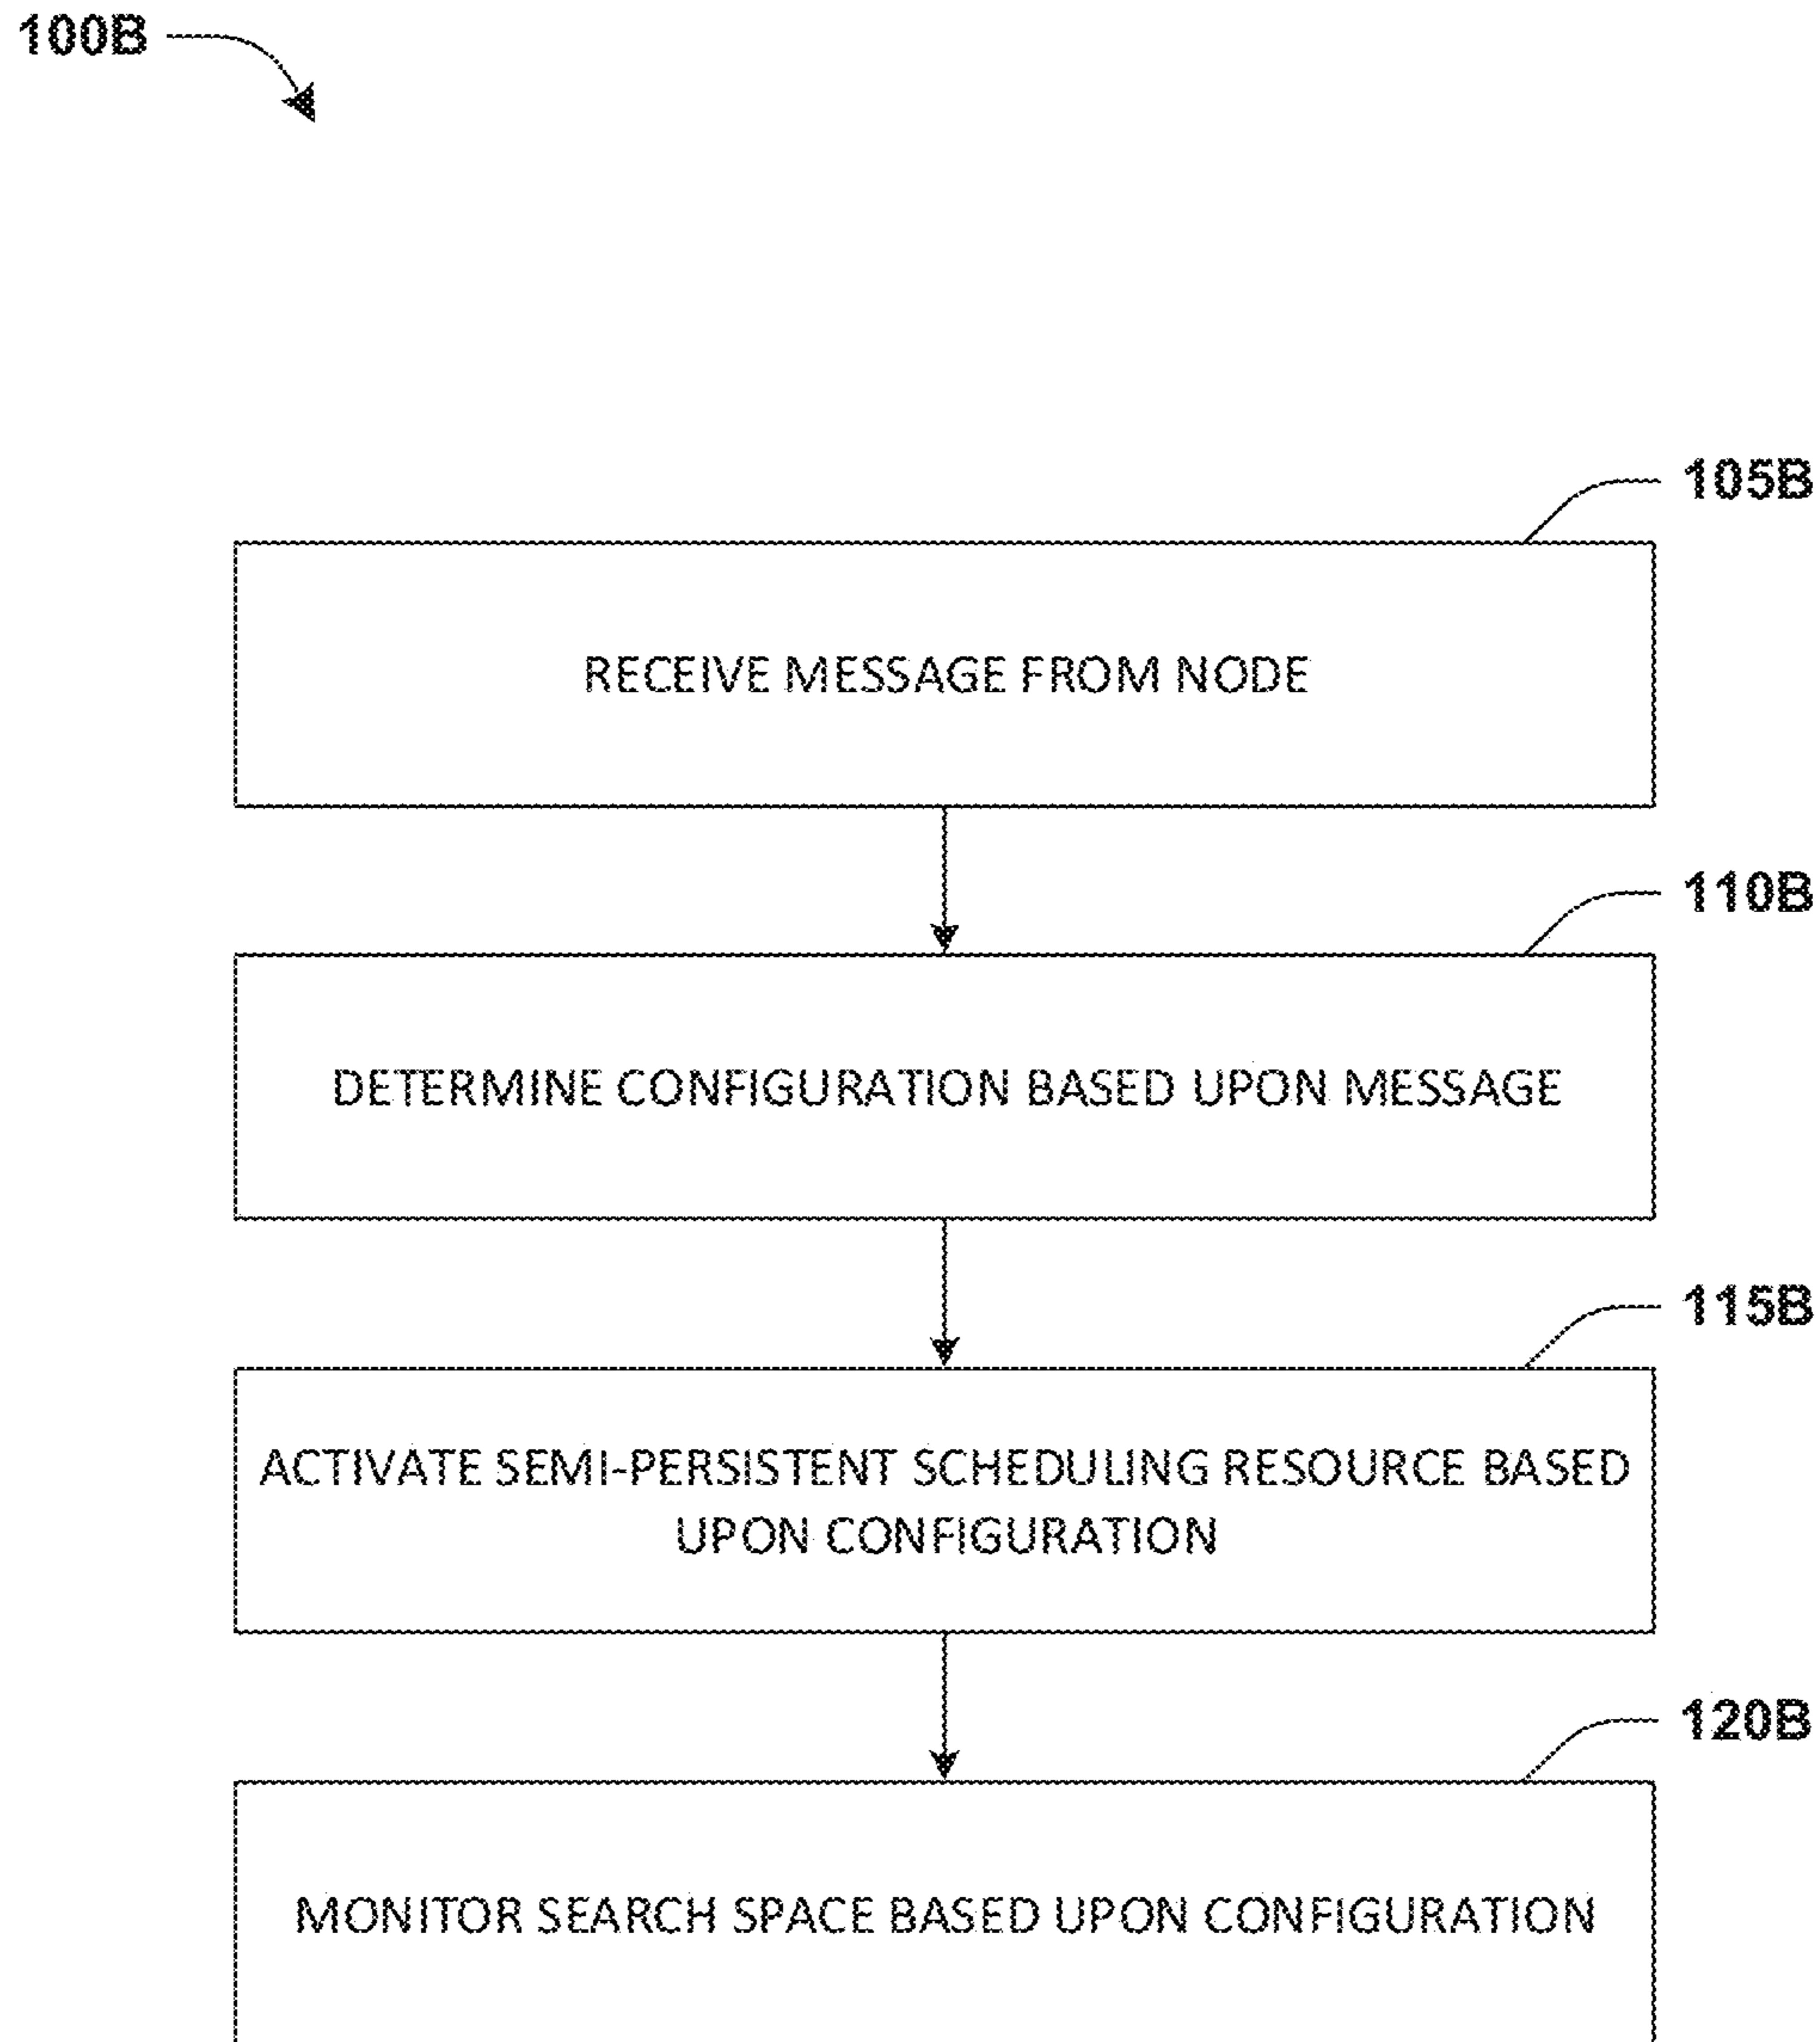 100B
105B
RECEIVE MESSAGE FROM NODE
110B
DETERMINE CONFIGURATION BASED UPON MESSAGE
115B
ACTIVATE SEMI-PERSISTENT SCHEDULING RESOURCE BASED
UPON CONFIGURATION
120B
MONITOR SEARCH SPACE BASED UPON CONFIGURATION